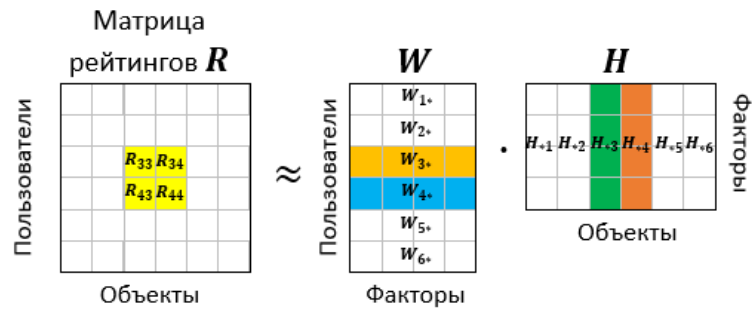 Матрица
рейтингов R
Пользователи
R₃₃ R₃₄
R₄₃ R₄₄
Объекты
≈
W
Пользователи
W₁*
W₂*
W₃*
W₄*
W₅*
W₆*
Факторы
·
H
H*₁ H*₂ H*₃ H*₄ H*₅ H*₆
Факторы
Объекты